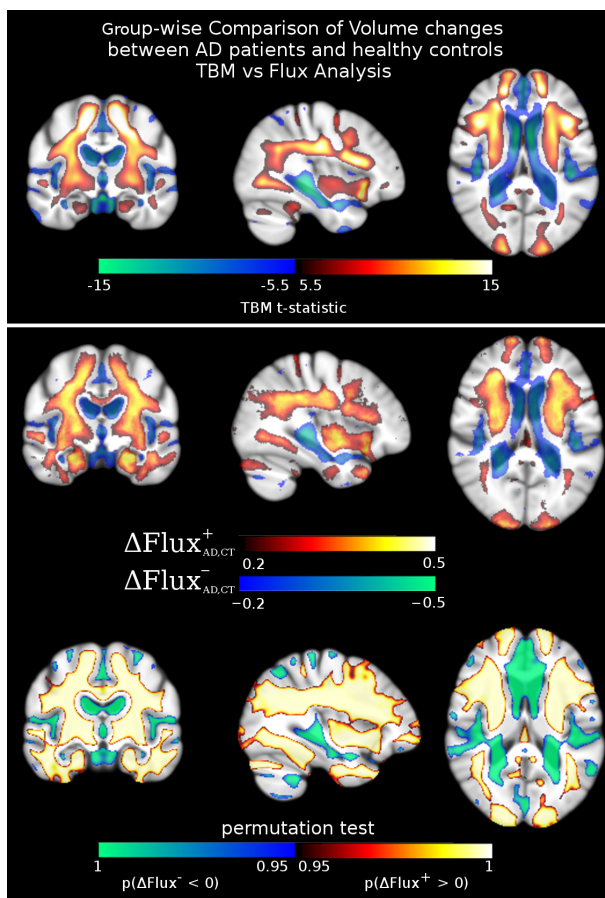 Group-wise Comparison of Volume changes
between AD patients and healthy controls
TBM vs Flux Analysis
-15 -5.5 5.5 15
TBM t-statistic
ΔFlux⁺AD,CT
0.2 0.5
ΔFlux⁻AD,CT
−0.2 −0.5
permutation test
1 0.95 0.95 1
p(ΔFlux⁻ < 0) p(ΔFlux⁺ > 0)